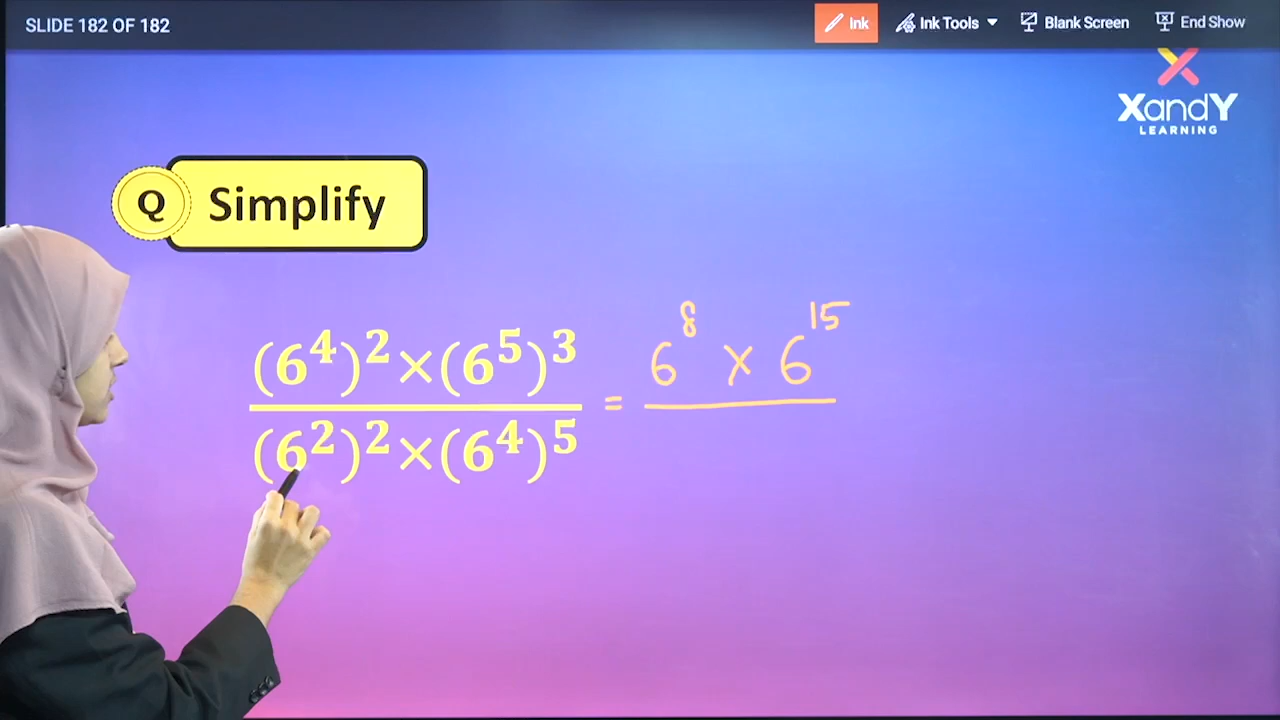 SLIDE 182 OF 182
Ink
Ink Tools
Blank Screen
End Show
XandY
LEARNING
Q Simplify
(6⁴)²×(6⁵)³ = 6⁸ × 6¹⁵
(6²)²×(6⁴)⁵